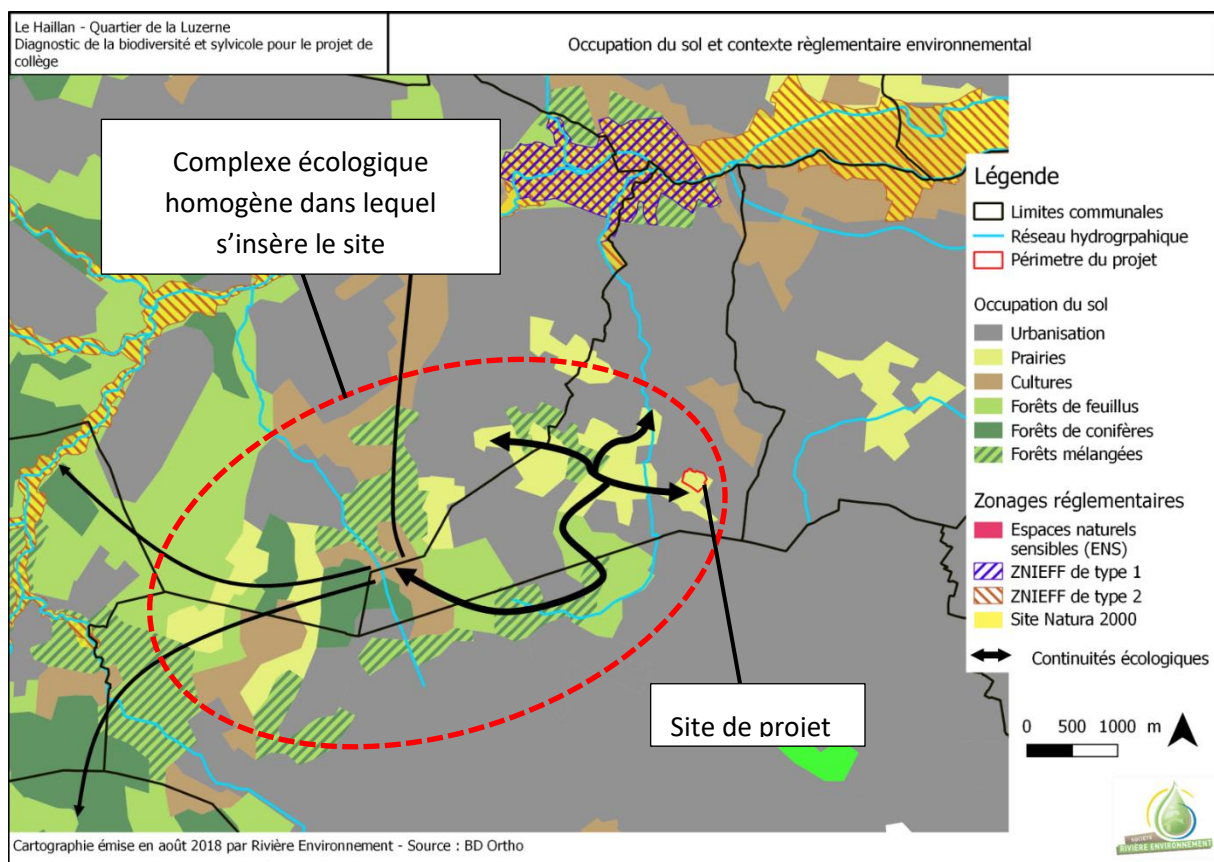 Le Haillan - Quartier de la Luzerne
Diagnostic de la biodiversité et sylvicole pour le projet de
collège
Occupation du sol et contexte règlementaire environnemental
Complexe écologique
homogène dans lequel
s'insère le site
Site de projet
Légende
Limites communales
Réseau hydrogrpahique
Périmetre du projet
Occupation du sol
Urbanisation
Prairies
Cultures
Forêts de feuillus
Forêts de conifères
Forêts mélangées
Zonages réglementaires
Espaces naturels
sensibles (ENS)
ZNIEFF de type 1
ZNIEFF de type 2
Site Natura 2000
Continuités écologiques
0 500 1000 m
SOCIÉTÉ
RIVIÈRE ENVIRONNEMENT
Cartographie émise en août 2018 par Rivière Environnement - Source : BD Ortho